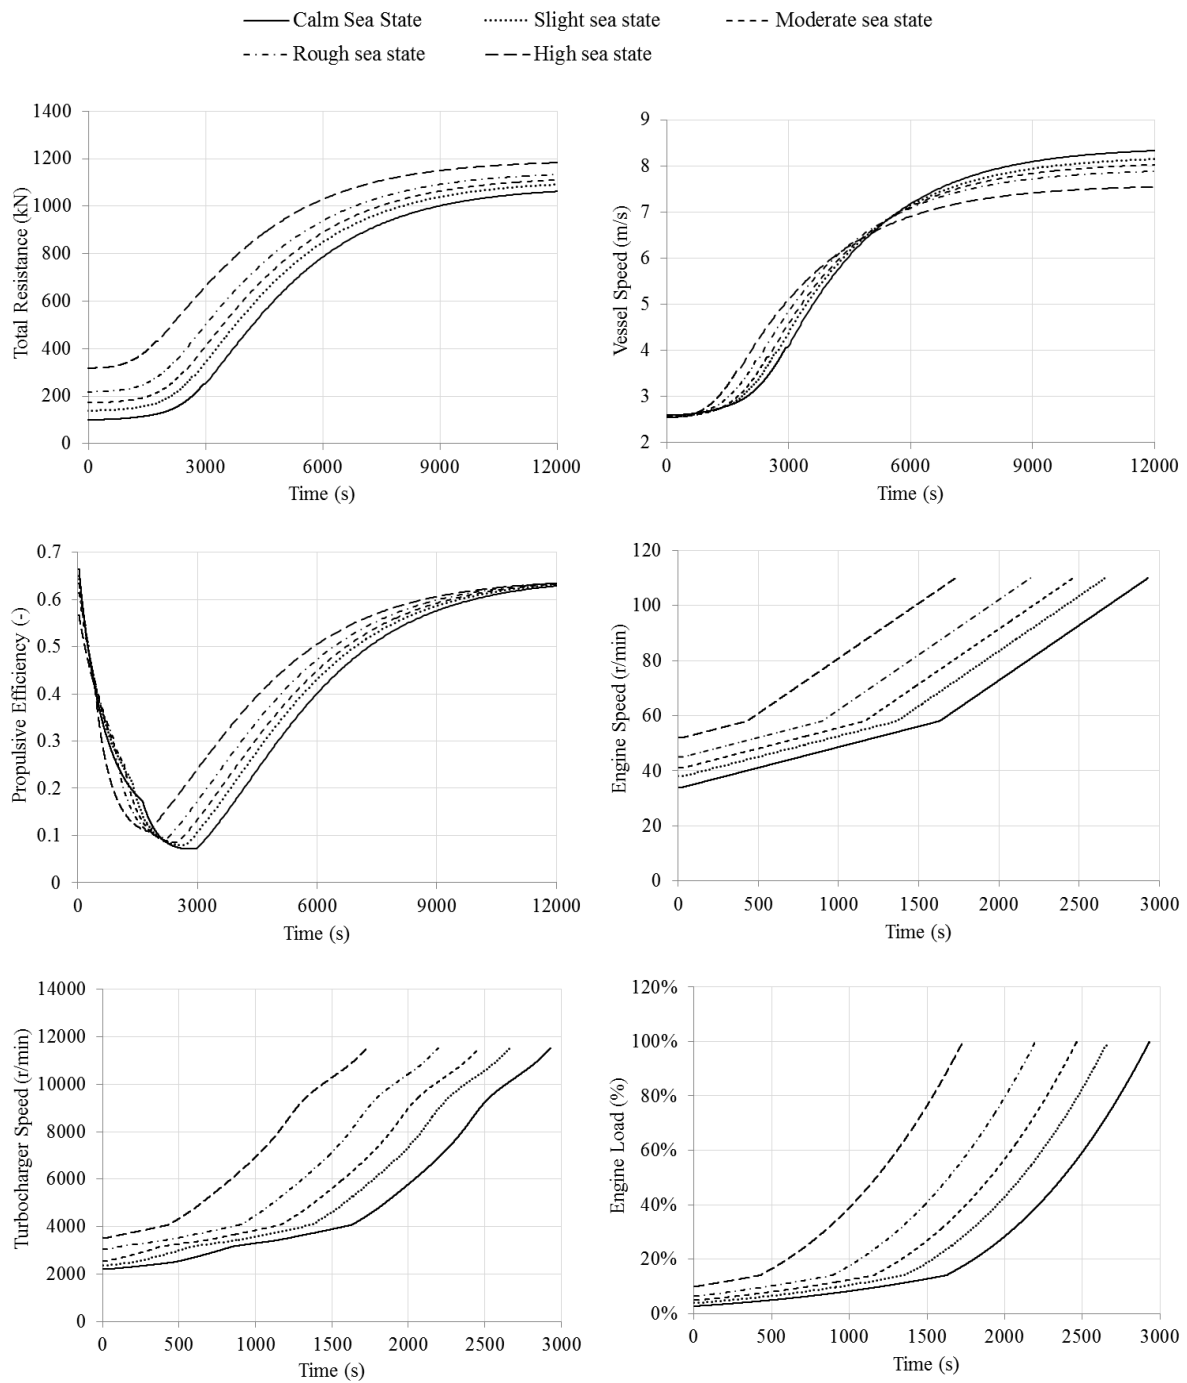 Calm Sea State Slight sea state Moderate sea state
Rough sea state High sea state
1400
1200
1000
800
600
400
200
0
Total Resistance (kN)
0 3000 6000 9000 12000
Time (s)
9
8
7
6
5
4
3
2
Vessel Speed (m/s)
0 3000 6000 9000 12000
Time (s)
0.7
0.6
0.5
0.4
0.3
0.2
0.1
0
Propulsive Efficiency (-)
0 3000 6000 9000 12000
Time (s)
120
100
80
60
40
20
0
Engine Speed (r/min)
0 500 1000 1500 2000 2500 3000
Time (s)
14000
12000
10000
8000
6000
4000
2000
0
Turbocharger Speed (r/min)
0 500 1000 1500 2000 2500 3000
Time (s)
120%
100%
80%
60%
40%
20%
0%
Engine Load (%)
0 500 1000 1500 2000 2500 3000
Time (s)